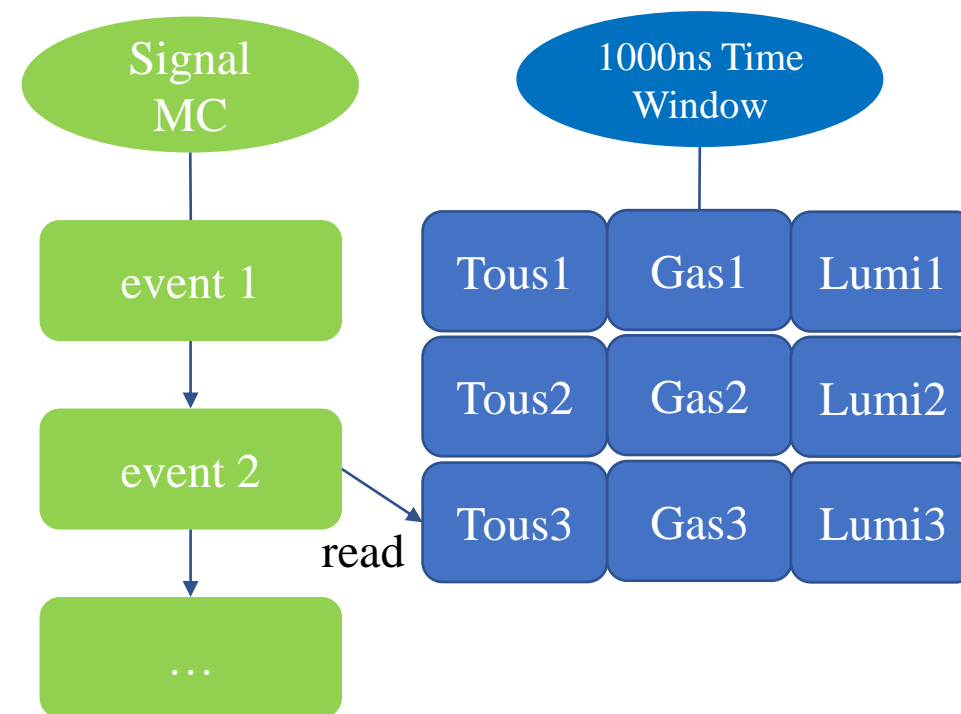 Signal
MC
1000ns Time
Window
event 1
Tous1
Gas1
Lumi1
Tous2
Gas2
Lumi2
event 2
read
Tous3
Gas3
Lumi3
…